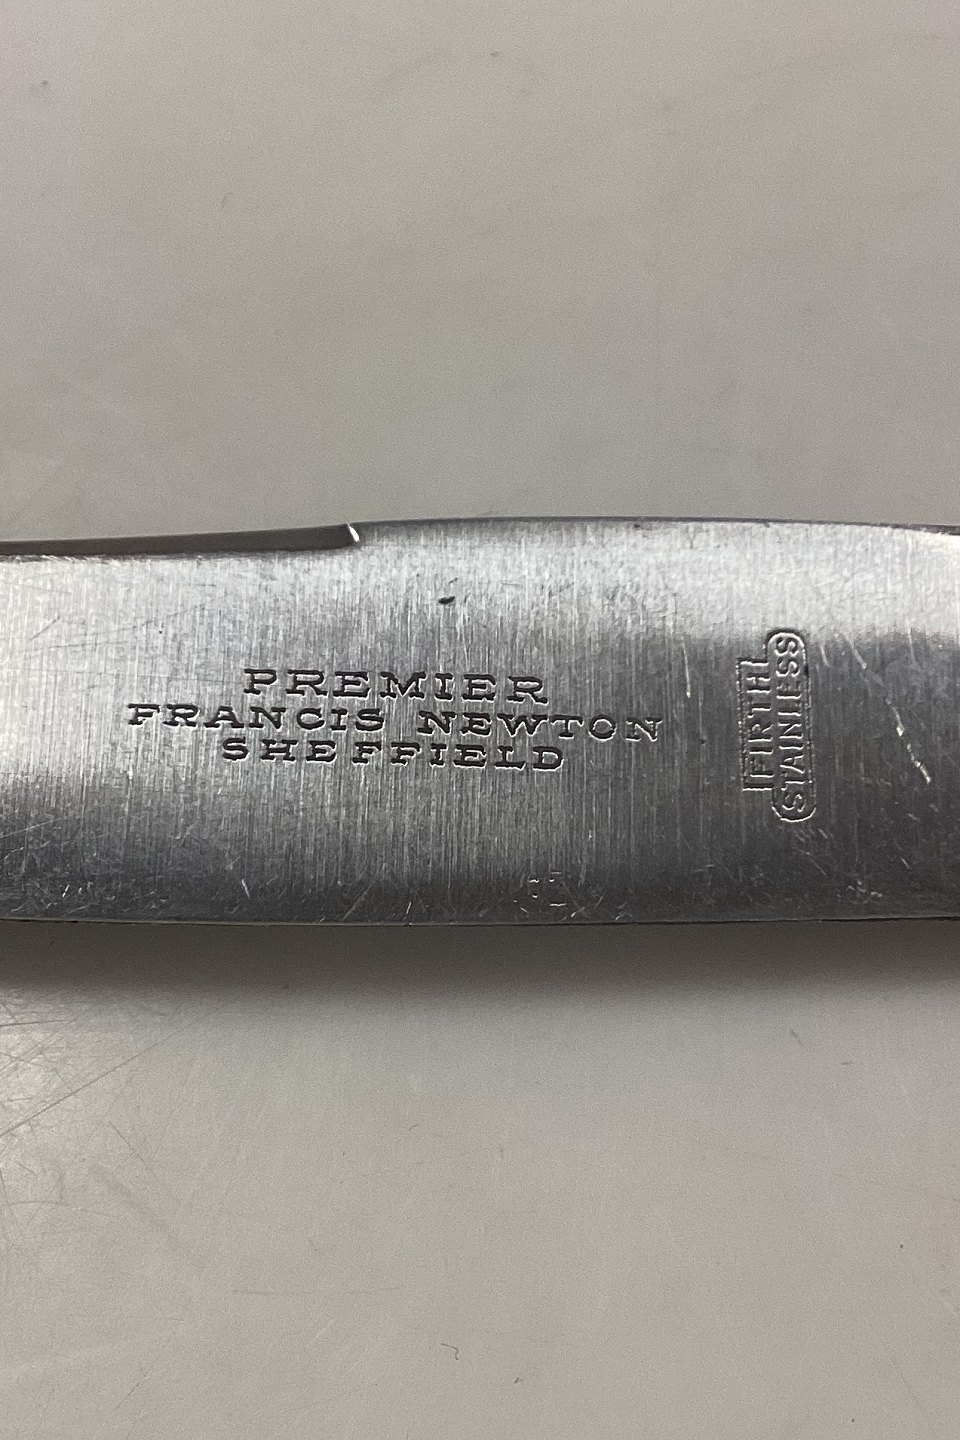 PREMIER
FRANCIS NEWTON
SHEFFIELD
FIRTH
STAINLESS